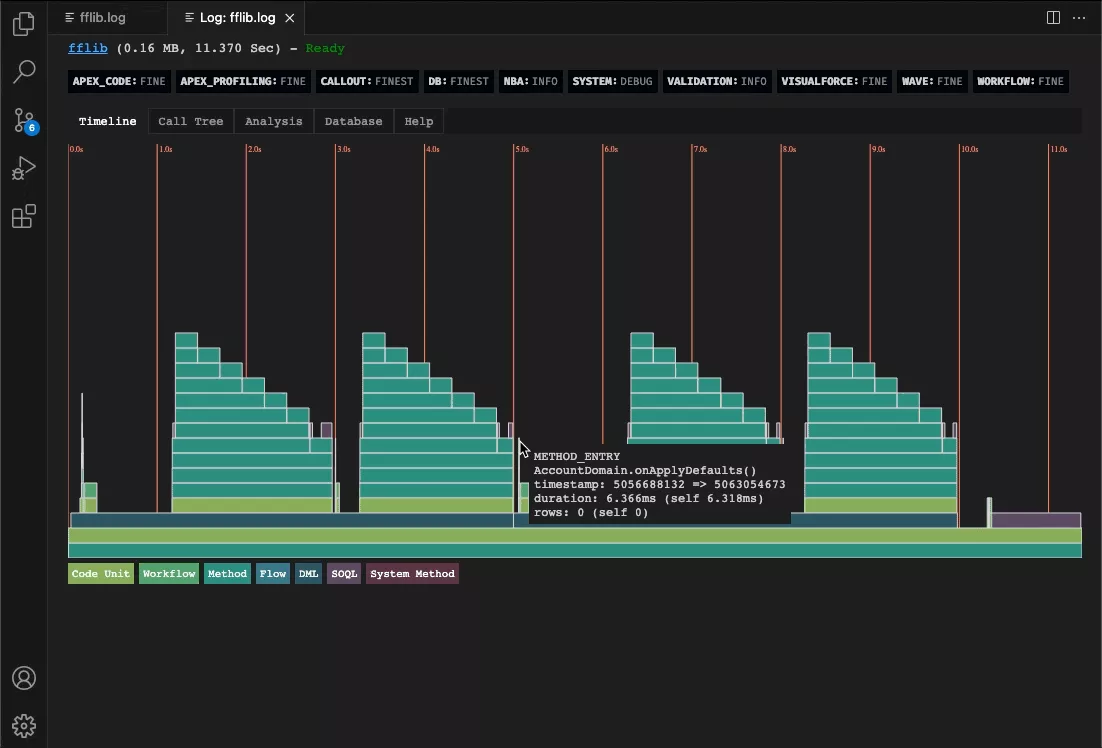 fflib.log
Log: fflib.log
fflib (0.16 MB, 11.370 Sec) – Ready
APEX_CODE: FINE APEX_PROFILING: FINE CALLOUT: FINEST DB: FINEST NBA: INFO SYSTEM: DEBUG VALIDATION: INFO VISUALFORCE: FINE WAVE: FINE WORKFLOW: FINE
Timeline Call Tree Analysis Database Help
0.0s 1.0s 2.0s 3.0s 4.0s 5.0s 6.0s 7.0s 8.0s 9.0s 10.0s 11.0s
6
METHOD_ENTRY
AccountDomain.onApplyDefaults()
timestamp: 5056688132 => 5063054673
duration: 6.366ms (self 6.318ms)
rows: 0 (self 0)
Code Unit Workflow Method Flow DML SOQL System Method